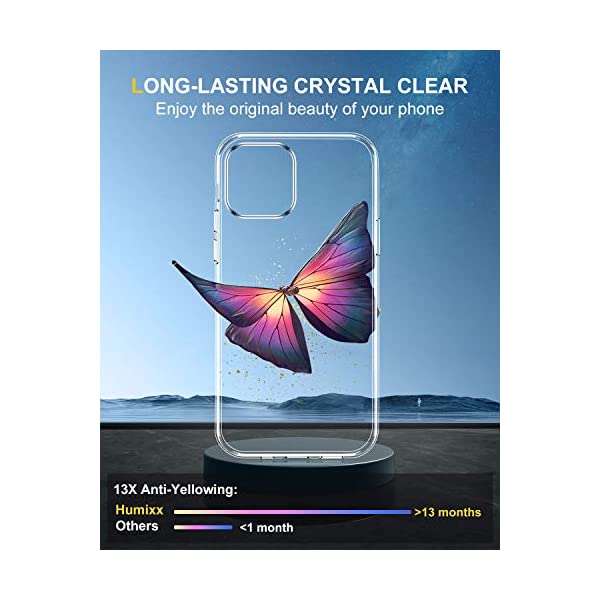 LONG-LASTING CRYSTAL CLEAR
Enjoy the original beauty of your phone
13X Anti-Yellowing:
Humixx >13 months
Others <1 month